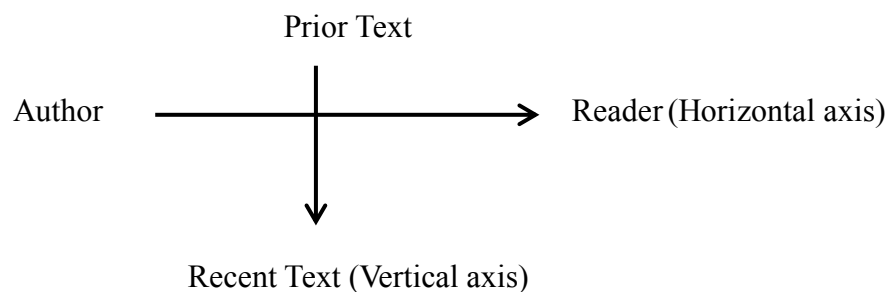 Prior Text
Author
Reader (Horizontal axis)
Recent Text (Vertical axis)